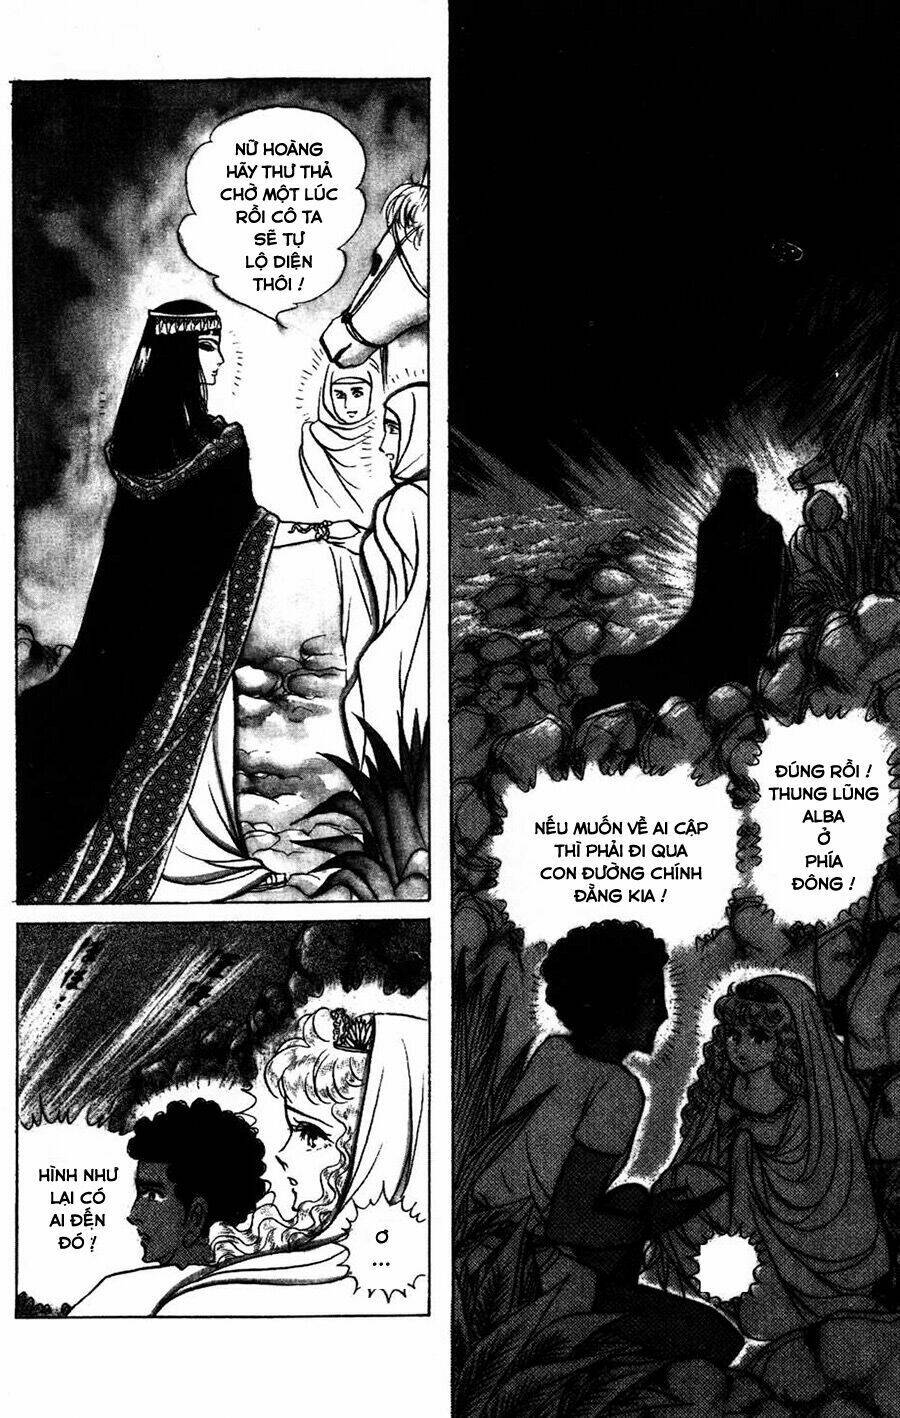 ĐÚNG RỒI !
THUNG LŨNG
ALBA
Ở
PHÍA
ĐÔNG !
NẾU MUỐN VỀ AI CẬP
THÌ PHẢI ĐI QUA
CON ĐƯỜNG CHÍNH
ĐẰNG KIA !
NỮ HOÀNG
HÃY THƯ THẢ
CHỞ MỘT LÚC
RỒI CÔ TA
SẼ TỰ
LỘ DIỆN
THÔI !
Ơ
...
HÌNH NHƯ
LẠI CÓ
AI ĐẾN
ĐÓ !